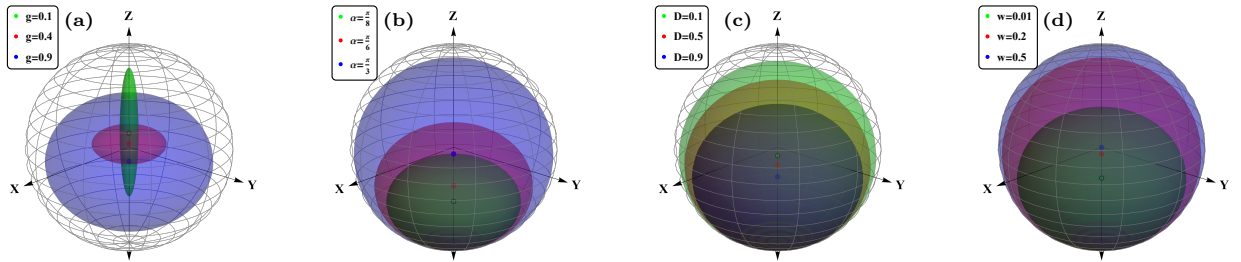 (a)
g=0.1
g=0.4
g=0.9
Z
X
Y
(b)
α=π/8
α=π/6
α=π/3
Z
X
Y
(c)
D=0.1
D=0.5
D=0.9
Z
X
Y
(d)
w=0.01
w=0.2
w=0.5
Z
X
Y